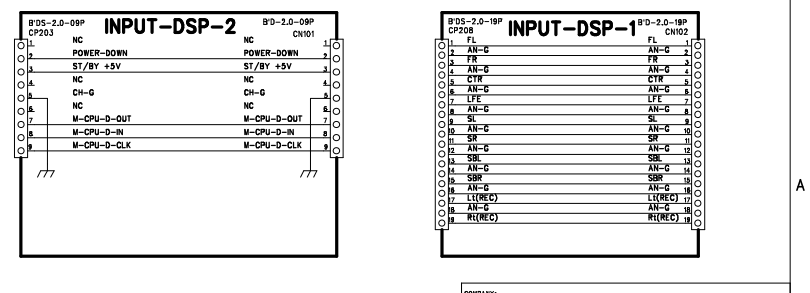 B'DS-2.0-09P INPUT-DSP-2 B'D-2.0-09P
CP203 CN101
1 NC NC 1
2 POWER-DOWN POWER-DOWN 2
3 ST/BY +5V ST/BY +5V 3
4 NC NC 4
5 CH-G CH-G 5
6 NC NC 6
7 M-CPU-D-OUT M-CPU-D-OUT 7
8 M-CPU-D-IN M-CPU-D-IN 8
9 M-CPU-D-CLK M-CPU-D-CLK 9
B'DS-2.0-19P INPUT-DSP-1 B'D-2.0-19P
CP208 CN102
1 FL FL 1
2 AN-G AN-G 2
3 FR FR 3
4 AN-G AN-G 4
5 CTR CTR 5
6 AN-G AN-G 6
7 LFE LFE 7
8 AN-G AN-G 8
9 SL SL 9
10 AN-G AN-G 10
11 SR SR 11
12 AN-G AN-G 12
13 SBL SBL 13
14 AN-G AN-G 14
15 SBR SBR 15
16 AN-G AN-G 16
17 Lt(REC) Lt(REC) 17
18 AN-G AN-G 18
19 Rt(REC) Rt(REC) 19
A
COMPANY: